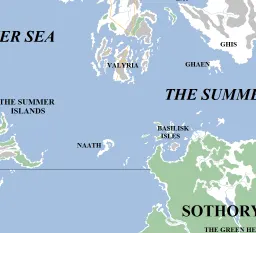 ER SEA
GHIS
VALYRIA
GHAEN
THE SUMME
THE SUMMER
ISLANDS
BASILISK
ISLES
NAATH
SOTHORY
THE GREEN HE